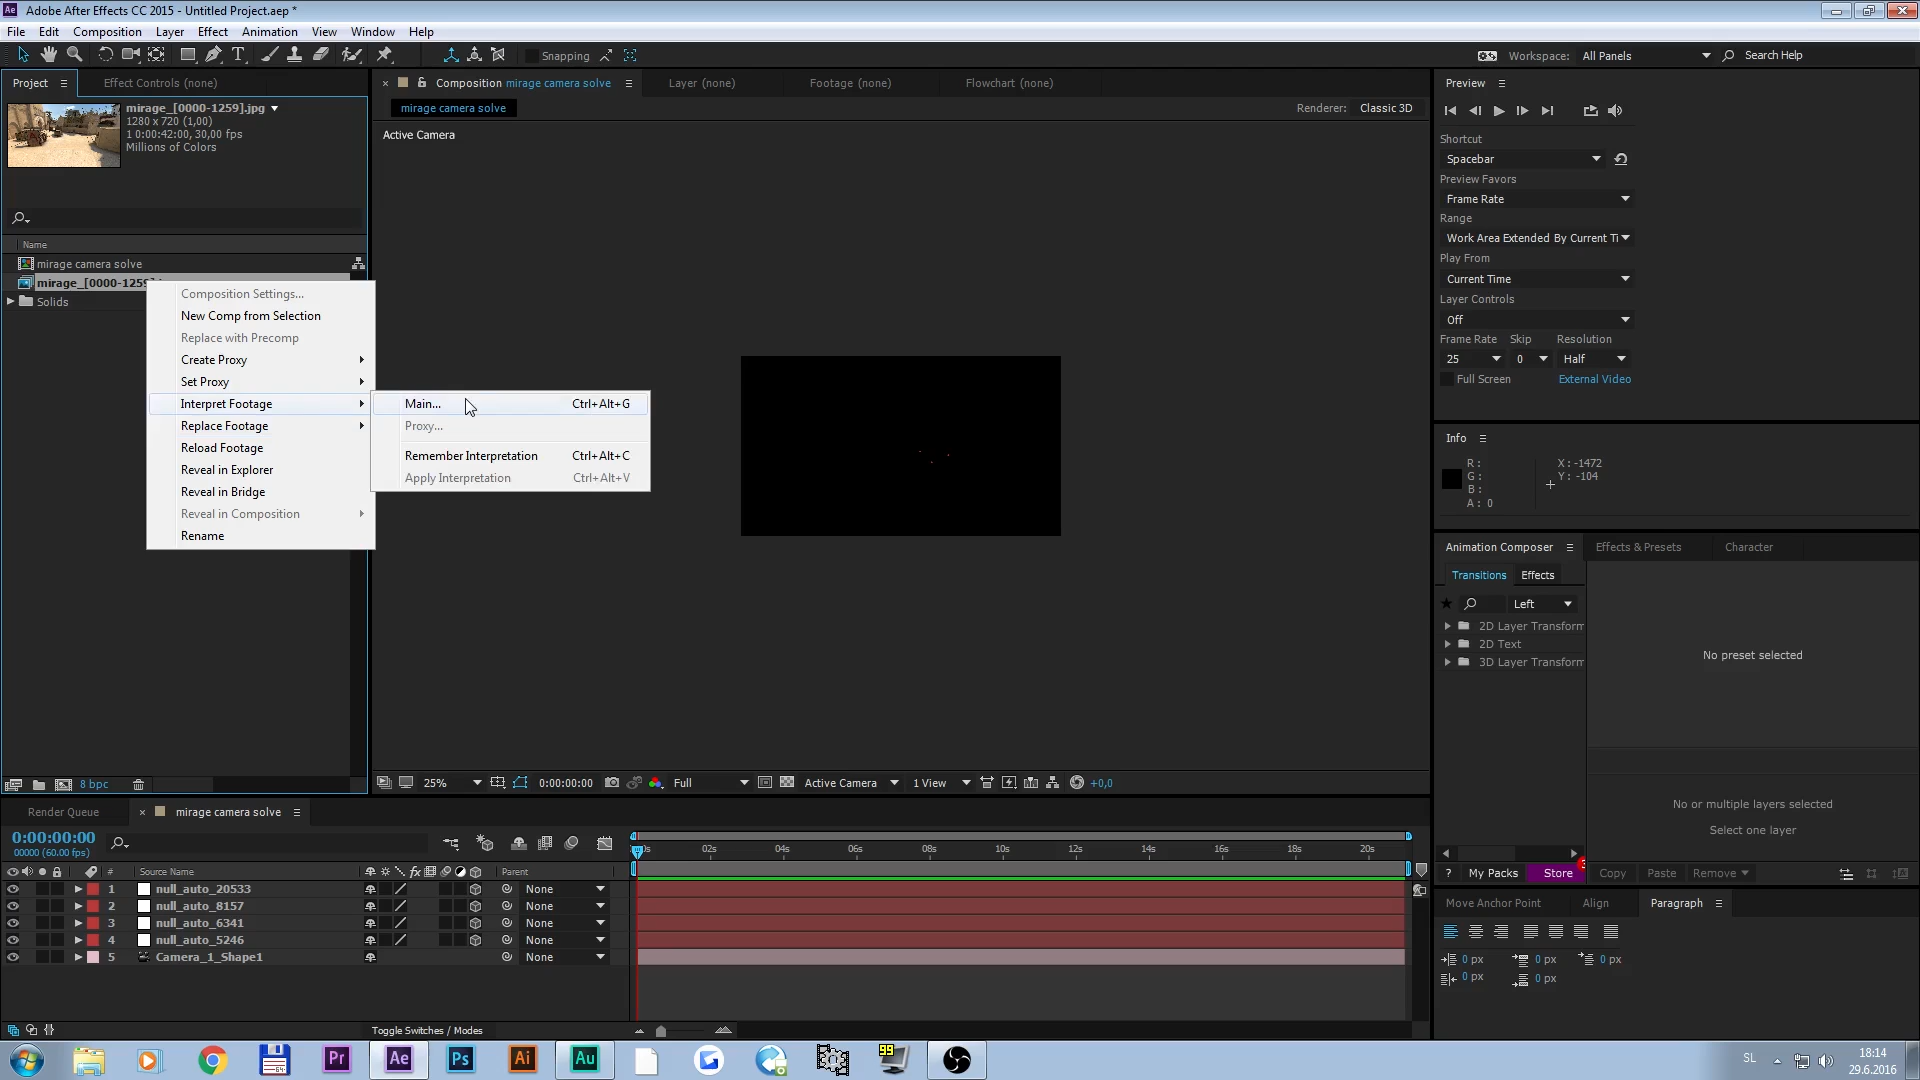 Adobe After Effects CC 2015 - Untitled Project.aep *
File Edit Composition Layer Effect Animation View Window Help
Snapping
Workspace: All Panels Search Help
Project Effect Controls (none)
mirage_[0000-1259].jpg
1280 x 720 (1,00)
1 0:00:42:00, 30,00 fps
Millions of Colors
Name
mirage camera solve
mirage_[0000-1259]
Solids
Composition Settings...
New Comp from Selection
Replace with Precomp
Create Proxy
Set Proxy
Interpret Footage
Replace Footage
Reload Footage
Reveal in Explorer
Reveal in Bridge
Reveal in Composition
Rename
Main... Ctrl+Alt+G
Proxy...
Remember Interpretation Ctrl+Alt+C
Apply Interpretation Ctrl+Alt+V
8 bpc
Composition mirage camera solve Layer (none) Footage (none) Flowchart (none)
mirage camera solve Renderer: Classic 3D
Active Camera
25% 0:00:00:00 Full Active Camera 1 View +0,0
Preview
Shortcut
Spacebar
Preview Favors
Frame Rate
Range
Work Area Extended By Current Ti
Play From
Current Time
Layer Controls
Off
Frame Rate Skip Resolution
25 0 Half
Full Screen External Video
Info
R : X : -1472
G : Y : -104
B :
A : 0
Animation Composer Effects & Presets Character
Transitions Effects
Left
2D Layer Transform
2D Text
3D Layer Transform
No preset selected
No or multiple layers selected
Select one layer
? My Packs Store Copy Paste Remove
Move Anchor Point Align Paragraph
0 px 0 px 0 px
0 px 0 px
Render Queue mirage camera solve
0:00:00:00
00000 (60.00 fps)
# Source Name fx Parent
02s 04s 06s 08s 10s 12s 14s 16s 18s 20s
1 null_auto_20533 None
2 null_auto_8157 None
3 null_auto_6341 None
4 null_auto_5246 None
5 Camera_1_Shape1 None
Toggle Switches / Modes
Pr Ae Ps Ai Au 99
SL 18:14
29.6.2016